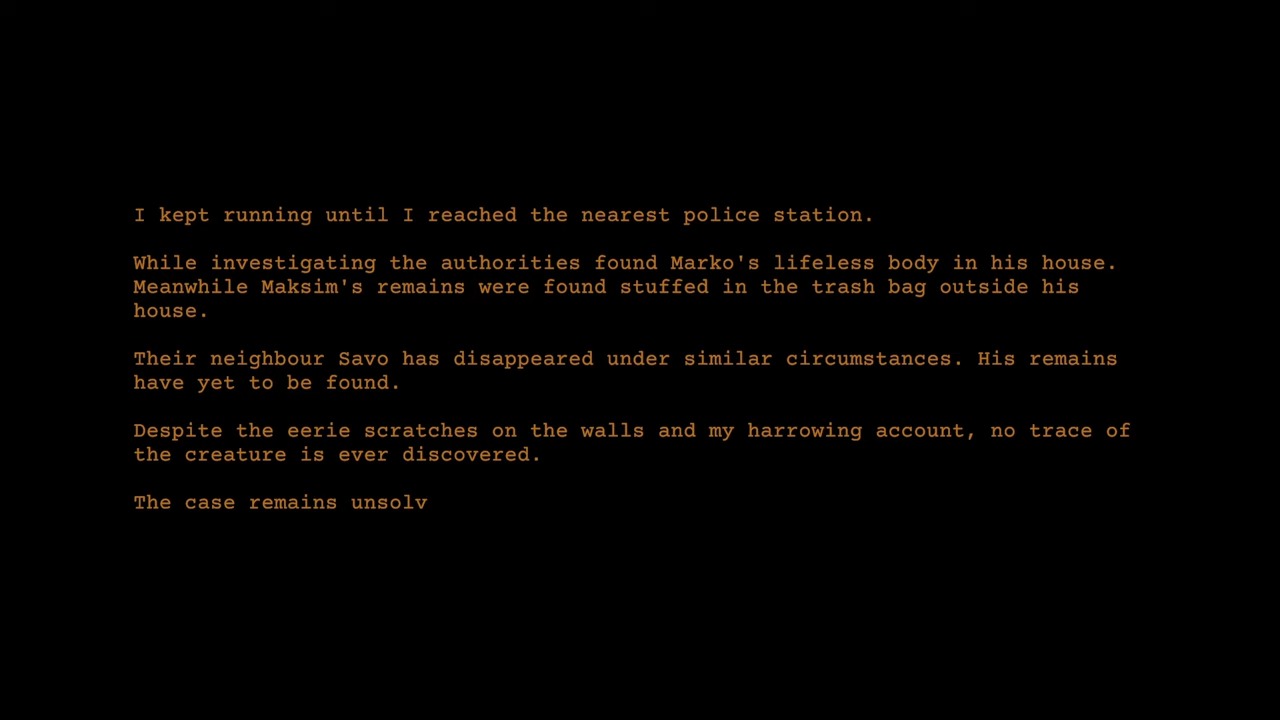 I kept running until I reached the nearest police station.
While investigating the authorities found Marko's lifeless body in his house.
Meanwhile Maksim's remains were found stuffed in the trash bag outside his
house.
Their neighbour Savo has disappeared under similar circumstances. His remains
have yet to be found.
Despite the eerie scratches on the walls and my harrowing account, no trace of
the creature is ever discovered.
The case remains unsolv